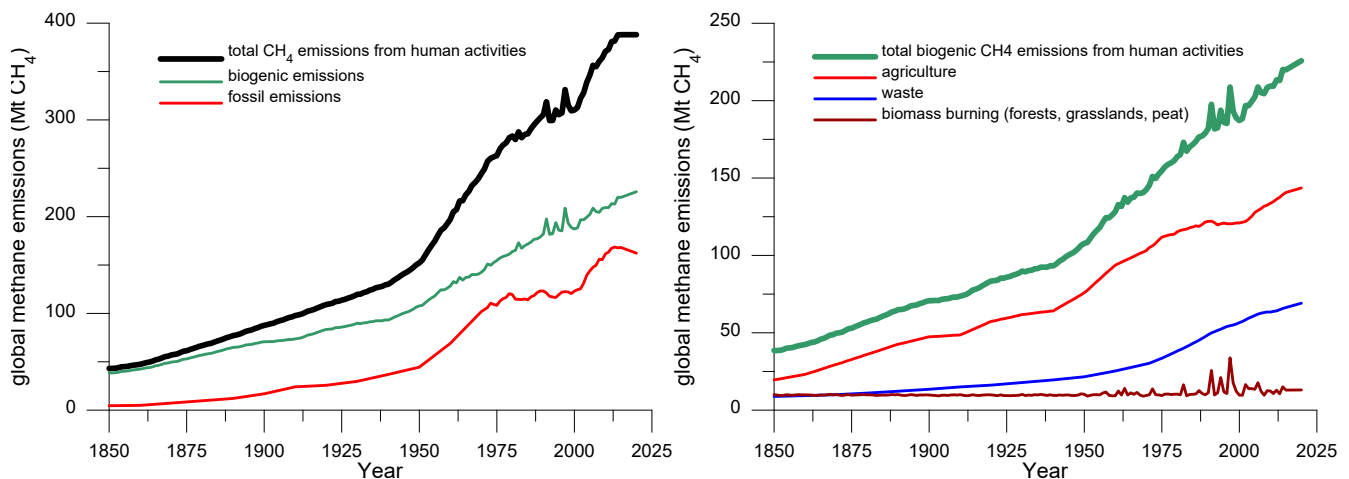 global methane emissions (Mt CH4)
400
300
200
100
0
total CH4 emissions from human activities
biogenic emissions
fossil emissions
1850 1875 1900 1925 1950 1975 2000 2025
Year
global methane emissions (Mt CH4)
250
200
150
100
50
0
total biogenic CH4 emissions from human activities
agriculture
waste
biomass burning (forests, grasslands, peat)
1850 1875 1900 1925 1950 1975 2000 2025
Year